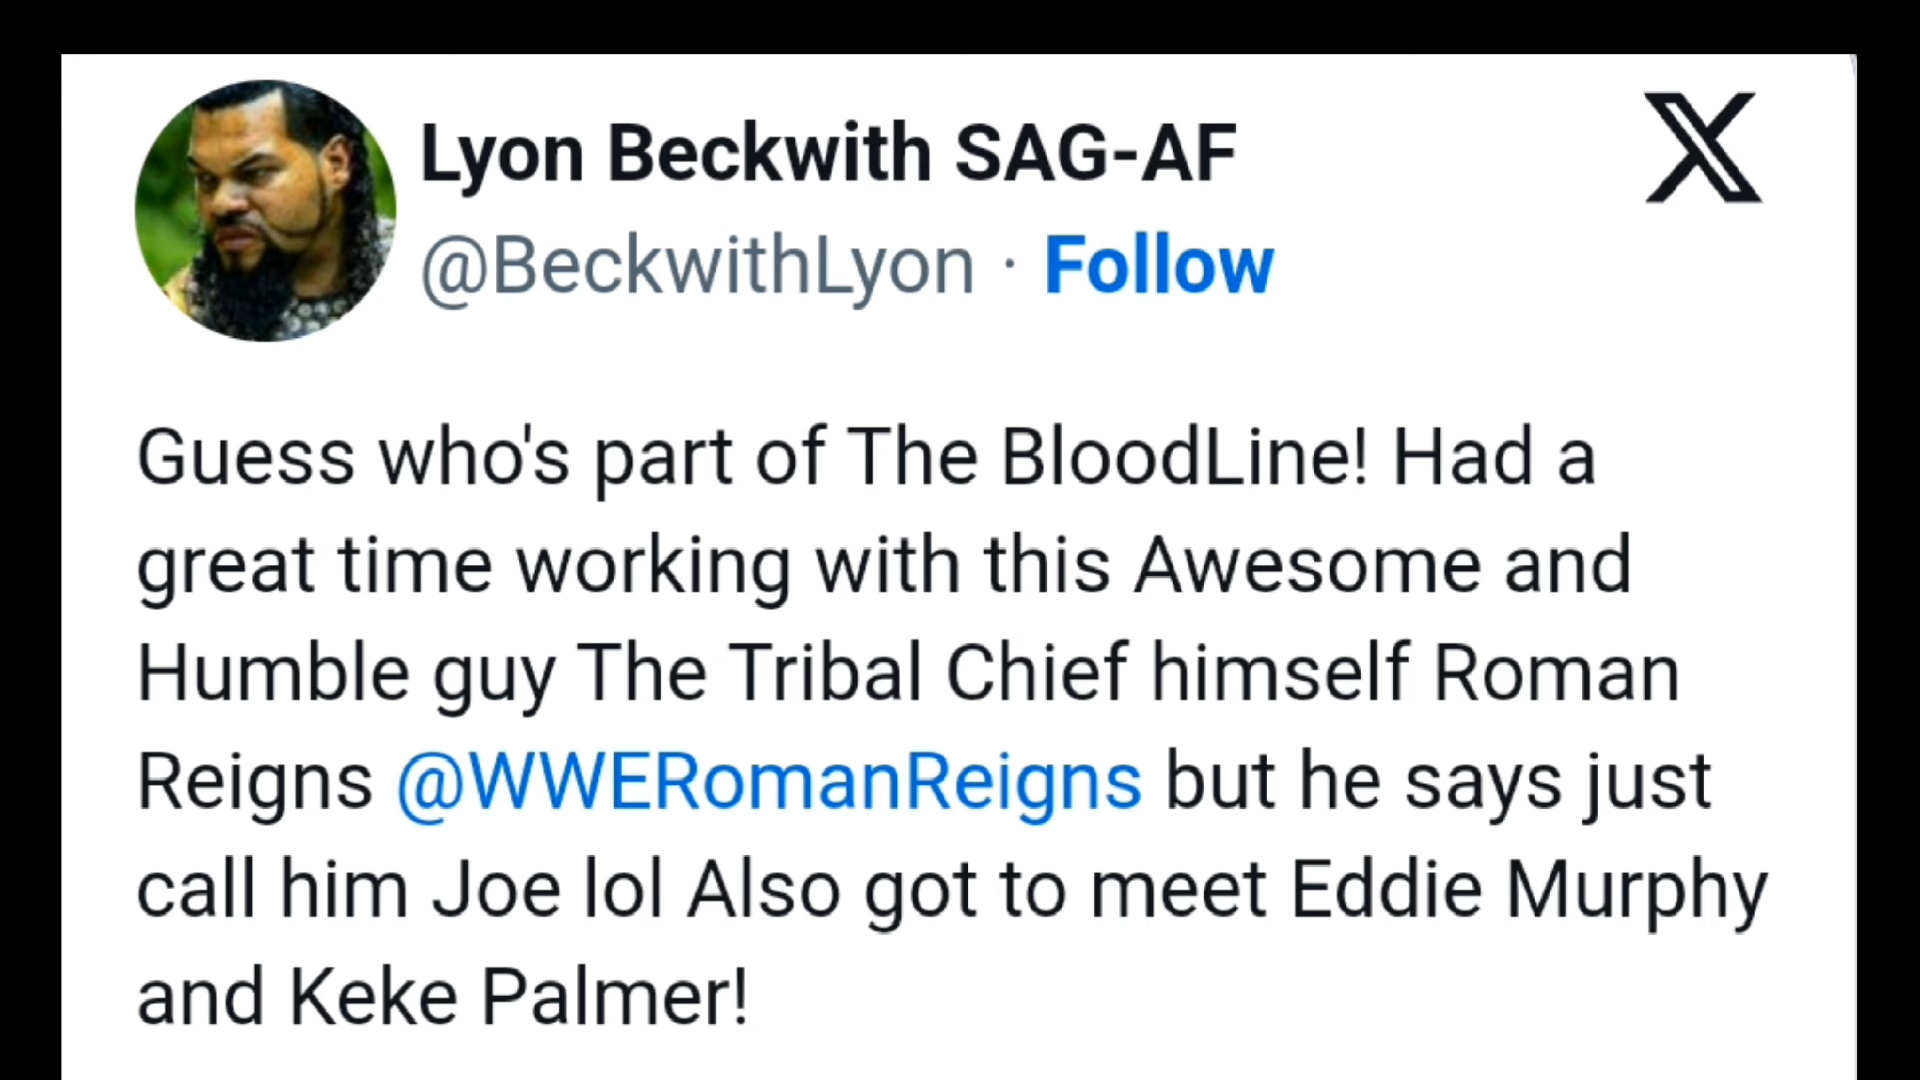 Lyon Beckwith SAG-AF
@BeckwithLyon · Follow
Guess who's part of The BloodLine! Had a
great time working with this Awesome and
Humble guy The Tribal Chief himself Roman
Reigns @WWERomanReigns but he says just
call him Joe lol Also got to meet Eddie Murphy
and Keke Palmer!